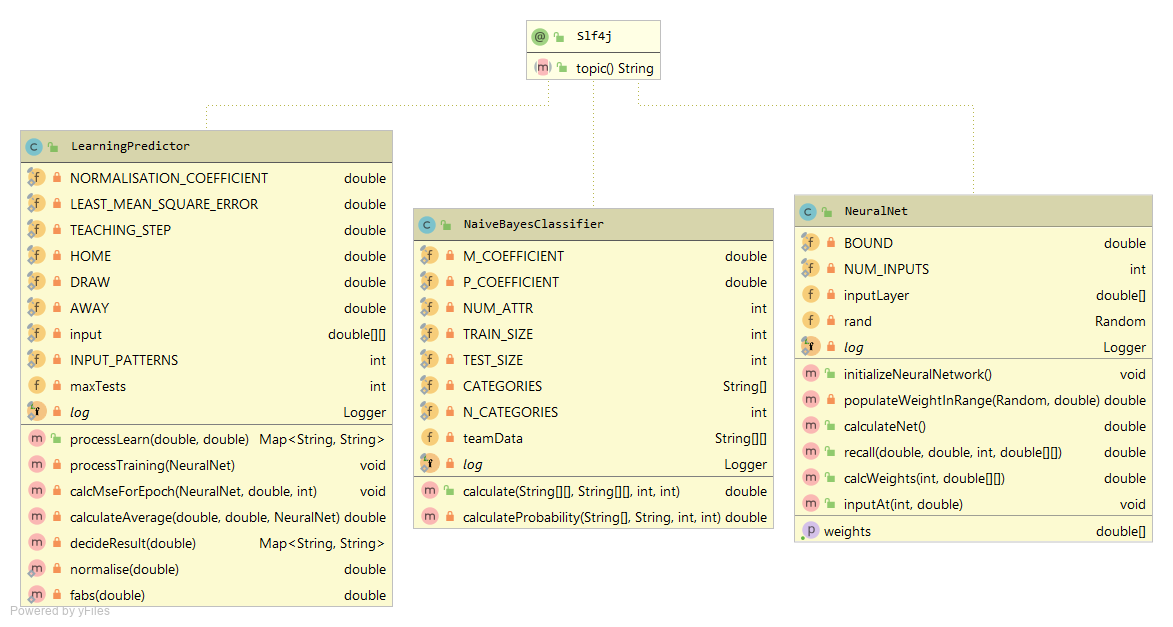 @ Slf4j
m topic() String
C LearningPredictor
f NORMALISATION_COEFFICIENT double
f LEAST_MEAN_SQUARE_ERROR double
f TEACHING_STEP double
f HOME double
f DRAW double
f AWAY double
f input double[][]
f INPUT_PATTERNS int
f maxTests int
f log Logger
m processLearn(double, double) Map<String, String>
m processTraining(NeuralNet) void
m calcMseForEpoch(NeuralNet, double, int) void
m calculateAverage(double, double, NeuralNet) double
m decideResult(double) Map<String, String>
m normalise(double) double
m fabs(double) double
C NaiveBayesClassifier
f M_COEFFICIENT double
f P_COEFFICIENT double
f NUM_ATTR int
f TRAIN_SIZE int
f TEST_SIZE int
f CATEGORIES String[]
f N_CATEGORIES int
f teamData String[][]
f log Logger
m calculate(String[][], String[][], int, int) double
m calculateProbability(String[], String, int, int) double
C NeuralNet
f BOUND double
f NUM_INPUTS int
f inputLayer double[]
f rand Random
f log Logger
m initializeNeuralNetwork() void
m populateWeightInRange(Random, double) double
m calculateNet() double
m recall(double, double, int, double[][]) double
m calcWeights(int, double[][]) double
m inputAt(int, double) void
p weights double[]
Powered by yFiles